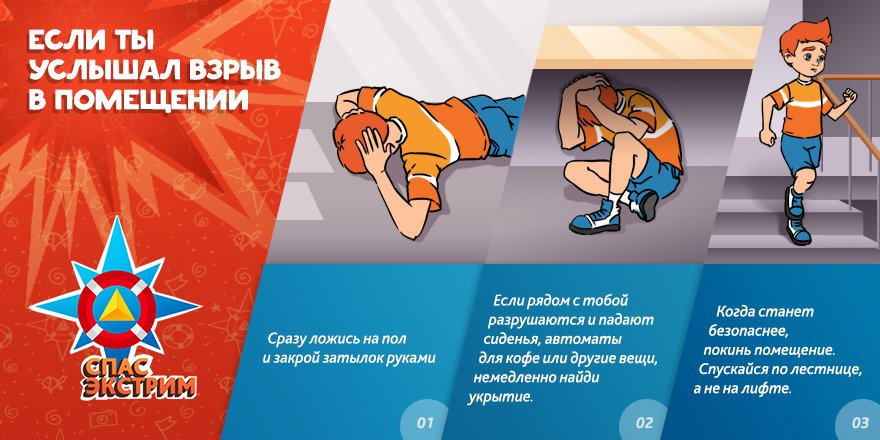 ЕСЛИ ТЫ
УСЛЫШАЛ ВЗРЫВ
В ПОМЕЩЕНИИ
СПАС
ЭКСТРИМ
Сразу ложись на пол
и закрой затылок руками
01
Если рядом с тобой
разрушаются и падают
сиденья, автоматы
для кофе или другие вещи,
немедленно найди
укрытие.
02
Когда станет
безопаснее,
покинь помещение.
Спускайся по лестнице,
а не на лифте.
03